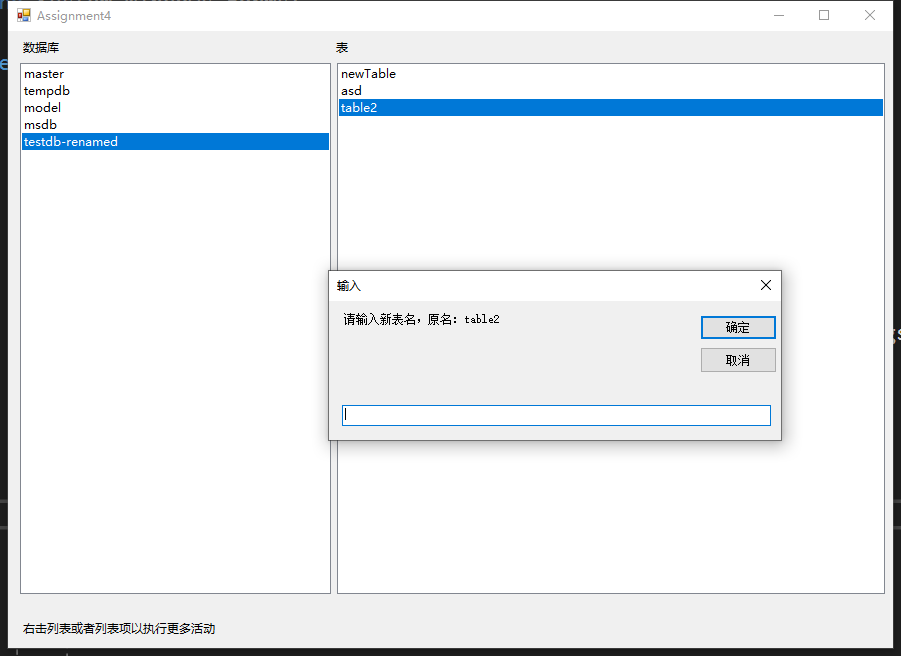 Assignment4
数据库
表
master
tempdb
model
msdb
testdb-renamed
newTable
asd
table2
输入
请输入新表名，原名：table2
确定
取消
右击列表或者列表项以执行更多活动